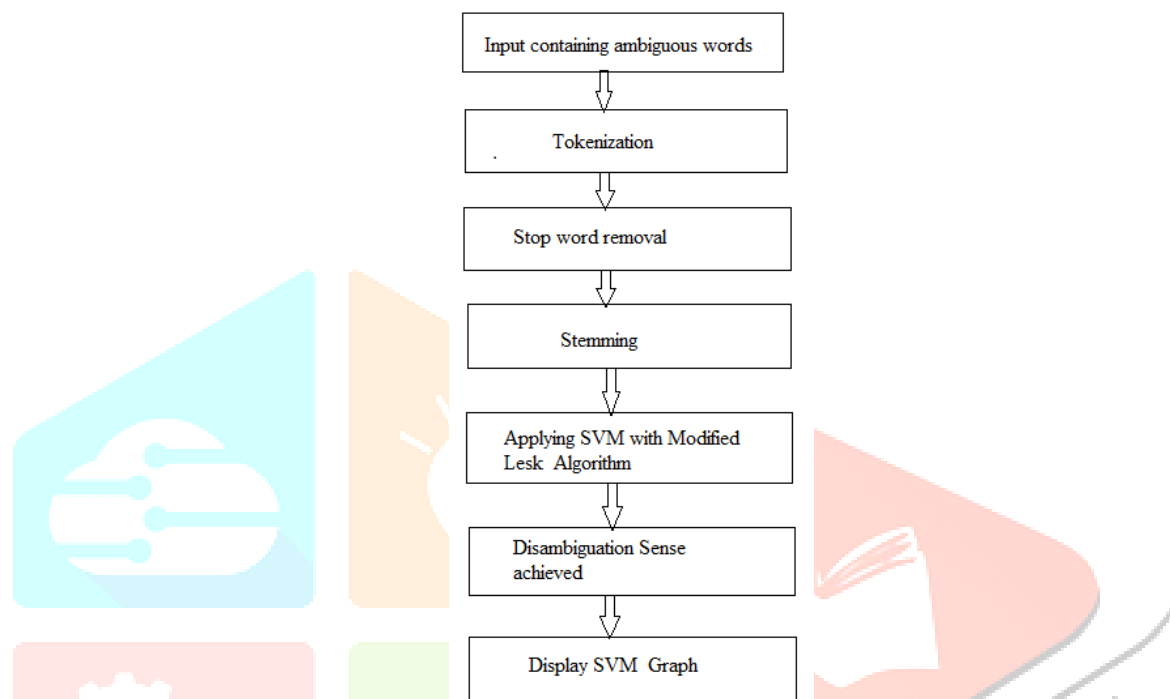 Input containing ambiguous words
Tokenization
.
Stop word removal
Stemming
Applying SVM with Modified
Lesk Algorithm
Disambiguation Sense
achieved
Display SVM Graph